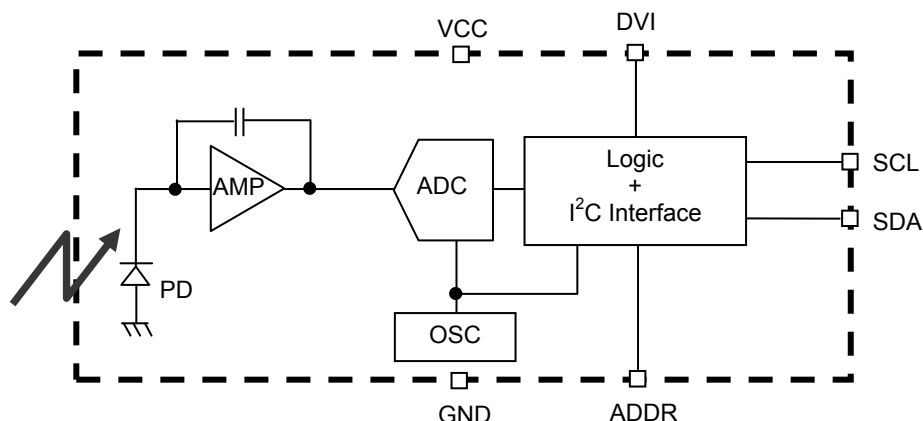 VCC
DVI
AMP
ADC
Logic
+
I²C Interface
SCL
SDA
PD
OSC
GND
ADDR